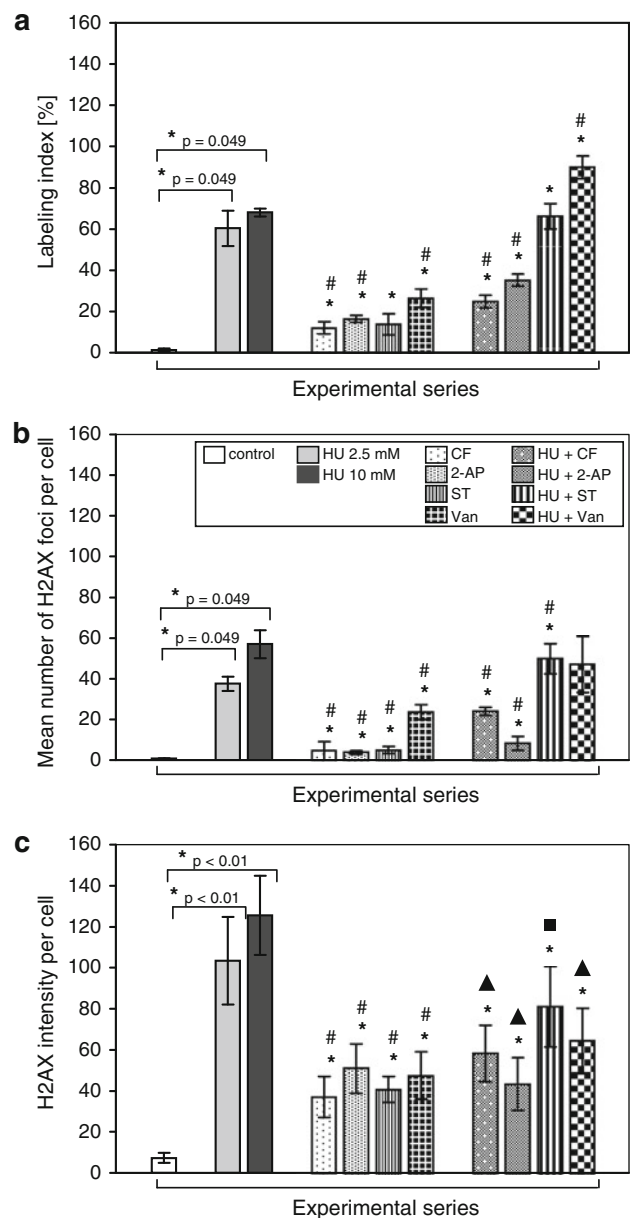 a
Labeling index [%]
160
140
120
100
80
60
40
20
0
* p = 0.049
* p = 0.049
# * # * * # * # * # * * # *
Experimental series
b
Mean number of H2AX foci per cell
160
140
120
100
80
60
40
20
0
control
HU 2.5 mM
HU 10 mM
CF
2-AP
ST
Van
HU + CF
HU + 2-AP
HU + ST
HU + Van
* p = 0.049
* p = 0.049
# * # * # * # * # * # * # *
Experimental series
c
H2AX intensity per cell
160
140
120
100
80
60
40
20
0
* p < 0.01
* p < 0.01
# * # * # * # * ▲ * ▲ * ■ * ▲ *
Experimental series